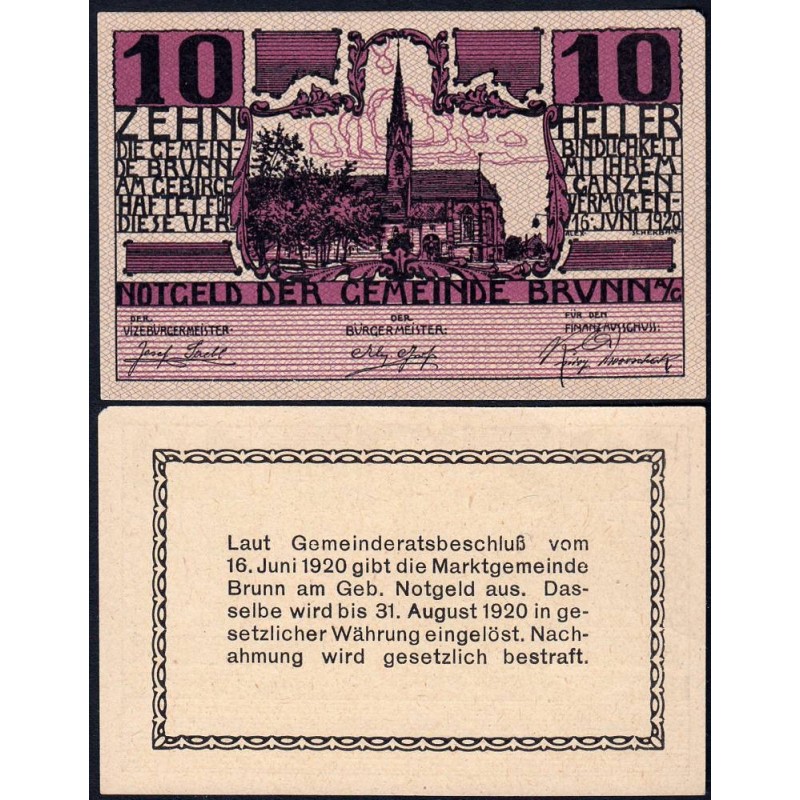 10 10
ZEHN HELLER
DIE GEMEIN-
DE BRUNN
AM GEBIRGE
HAFTET FÜR
DIESE VER
BINDLICHKEIT
MIT IHREM
GANZEN
VERMÖGEN-
16·JUNI 1920
NOTGELD DER GEMEINDE BRUNN A/G
DER
VIZEBÜRGERMEISTER:
DER
BÜRGERMEISTER:
FÜR DEN
FINANZAUSSCHUSS:
Laut Gemeinderatsbeschluß vom
16. Juni 1920 gibt die Marktgemeinde
Brunn am Geb. Notgeld aus. Das-
selbe wird bis 31. August 1920 in ge-
setzlicher Währung eingelöst. Nach-
ahmung wird gesetzlich bestraft.